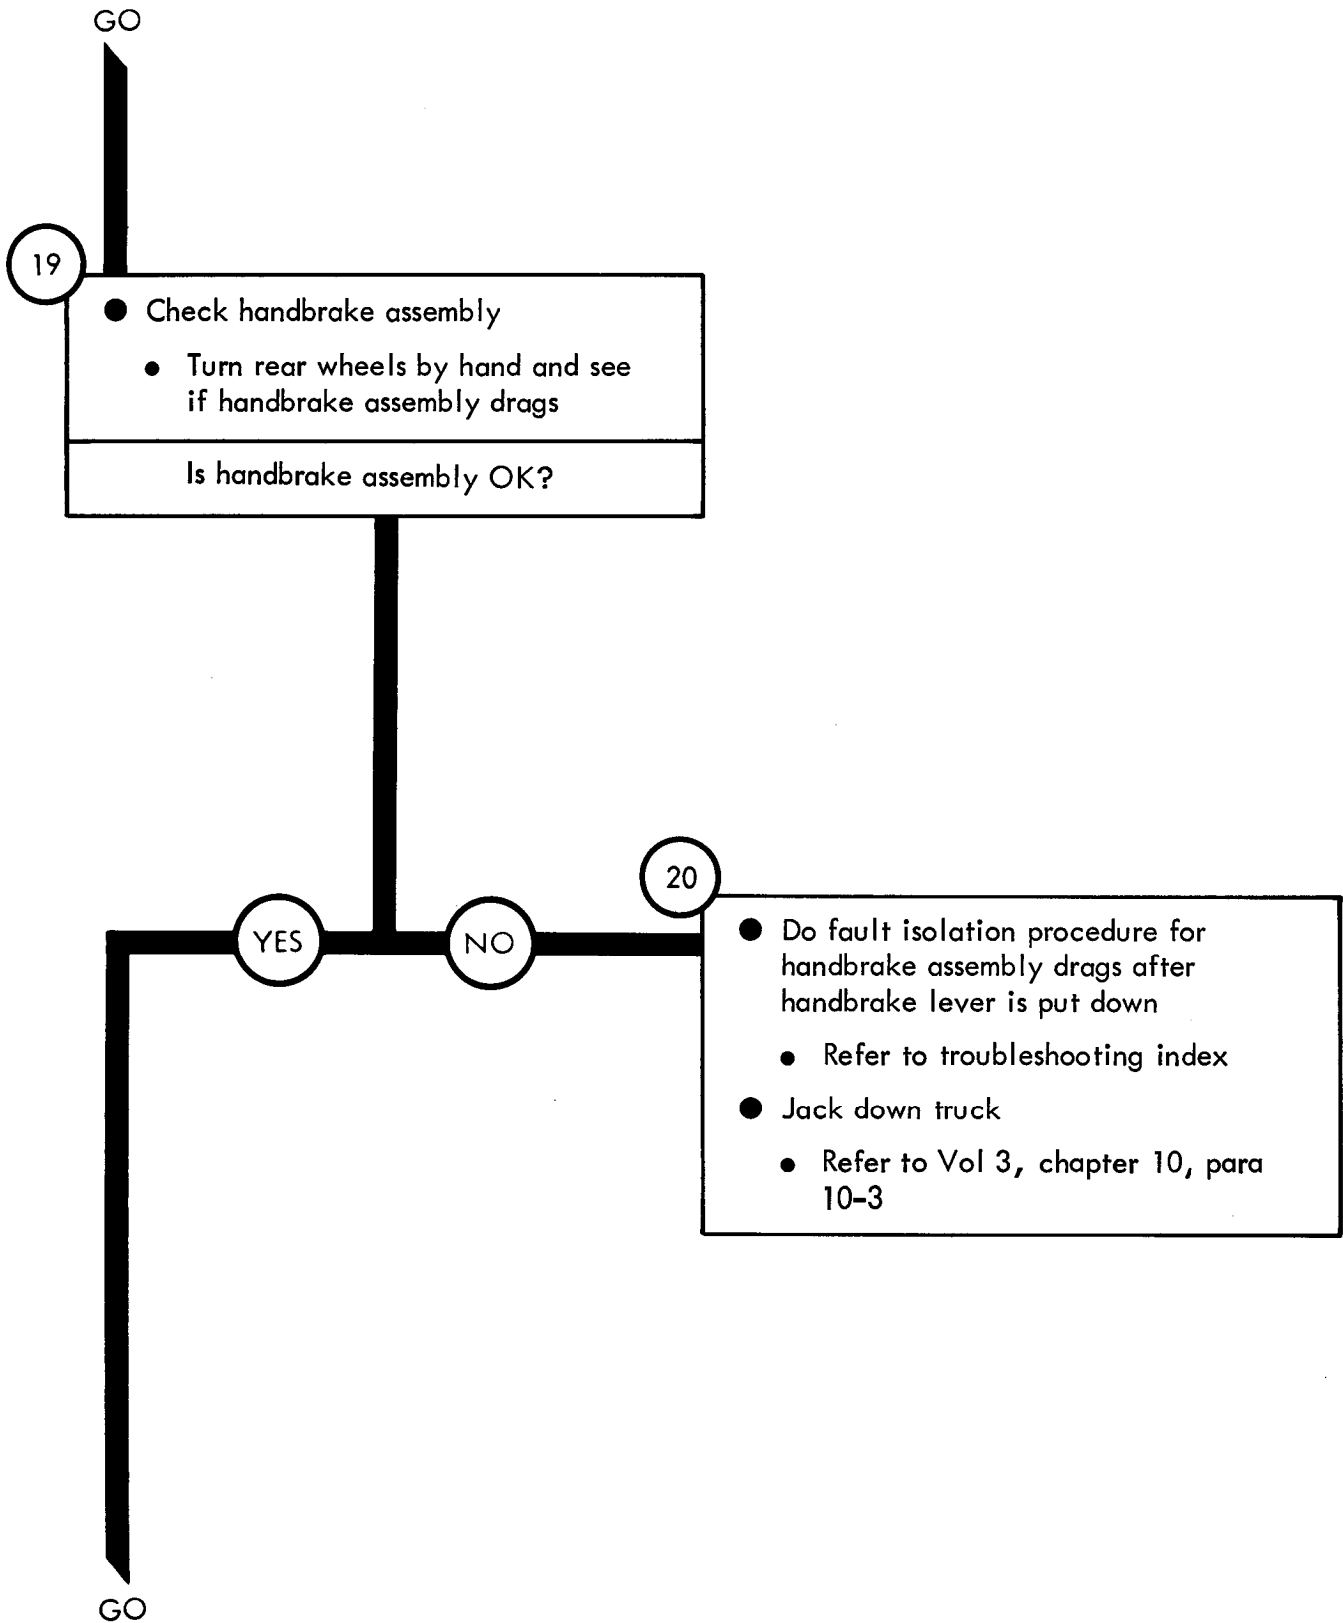 GO
19
● Check handbrake assembly
● Turn rear wheels by hand and see
if handbrake assembly drags
Is handbrake assembly OK?
YES
NO
20
● Do fault isolation procedure for
handbrake assembly drags after
handbrake lever is put down
● Refer to troubleshooting index
● Jack down truck
● Refer to Vol 3, chapter 10, para
10-3
GO